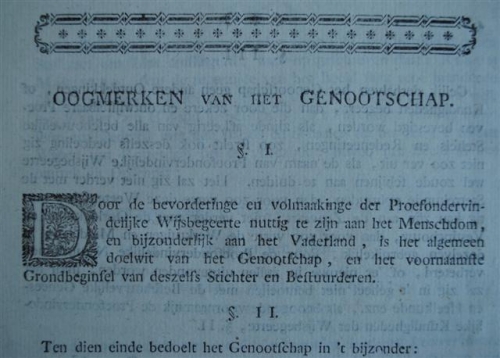 OOGMERKEN VAN HET GENOOTSCHAP.
§. I.
Door de bevorderinge en volmaakinge der Proefondervin-
delijke Wijsbegeerte nuttig te zijn aan het Menschdom,
en bijzonderlijk aan het Vaderland, is het algemeen
doelwit van het Genootschap, en het voornaamste
Grondbeginsel van deszelfs Stichter en Bestuurderen.
§. II.
Ten dien einde bedoelt het Genootschap in 't bijzonder: